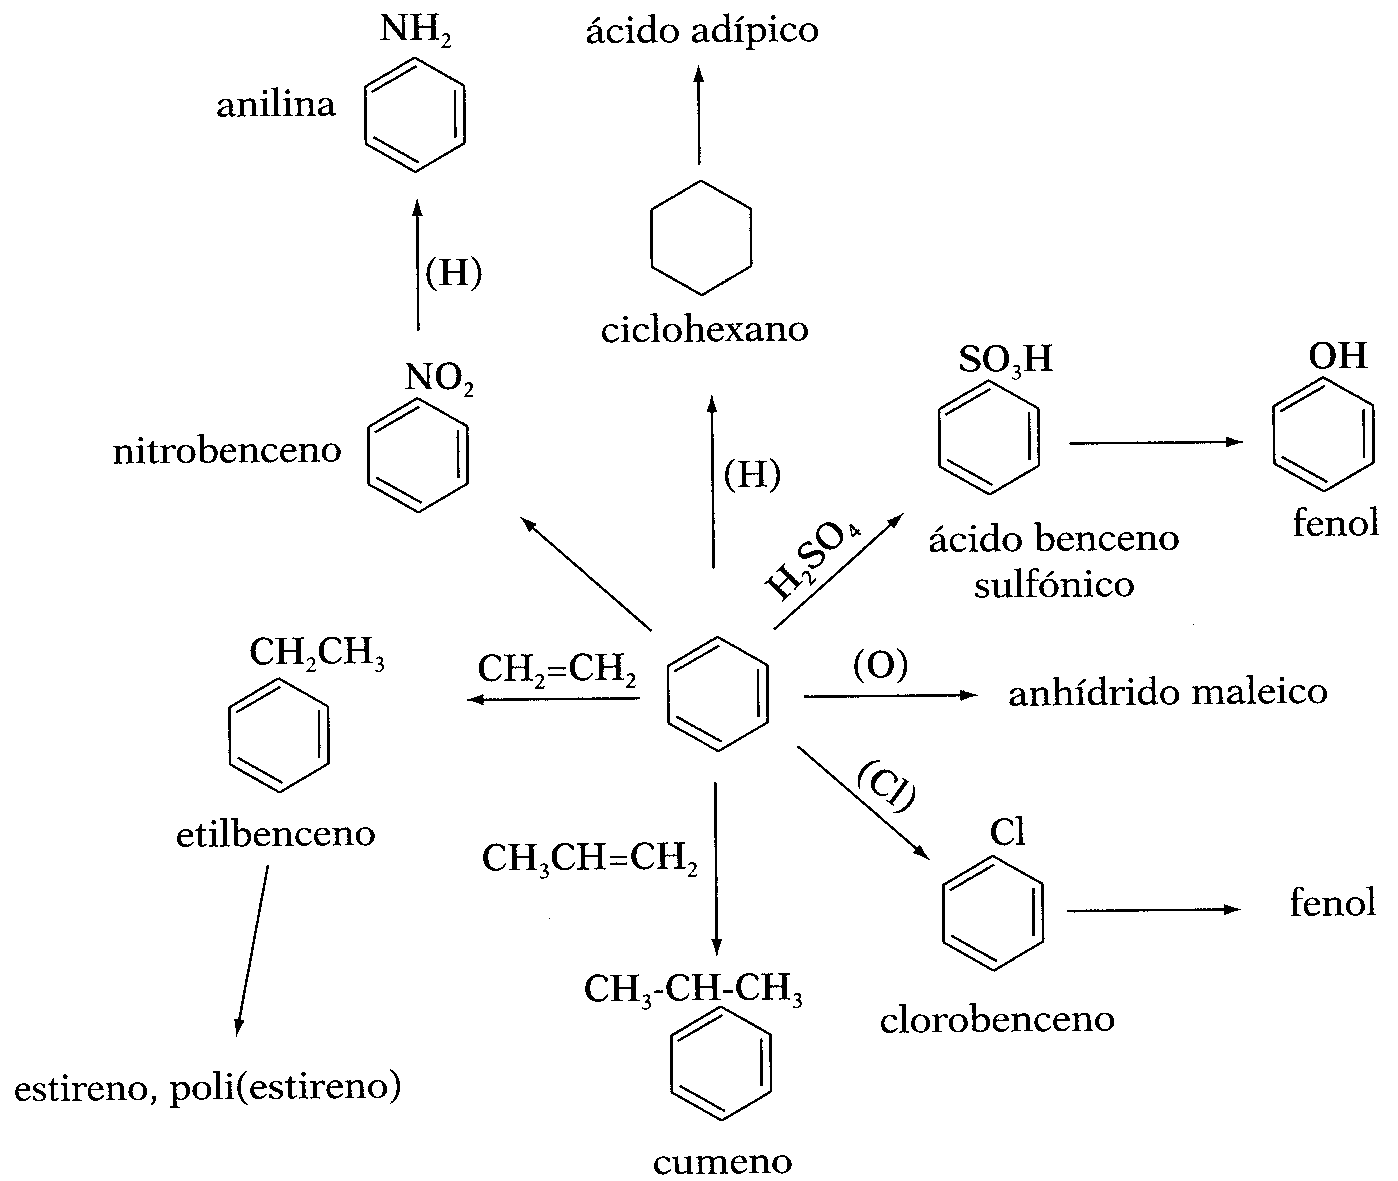 NH₂
ácido adípico
anilina
(H)
ciclohexano
SO₃H
OH
NO₂
nitrobenceno
(H)
H₂SO₄
ácido benceno
sulfónico
fenol
CH₂CH₃
CH₂=CH₂
(O)
anhídrido maleico
(Cl)
etilbenceno
CH₃CH=CH₂
Cl
fenol
CH₃-CH-CH₃
clorobenceno
estireno, poli(estireno)
cumeno